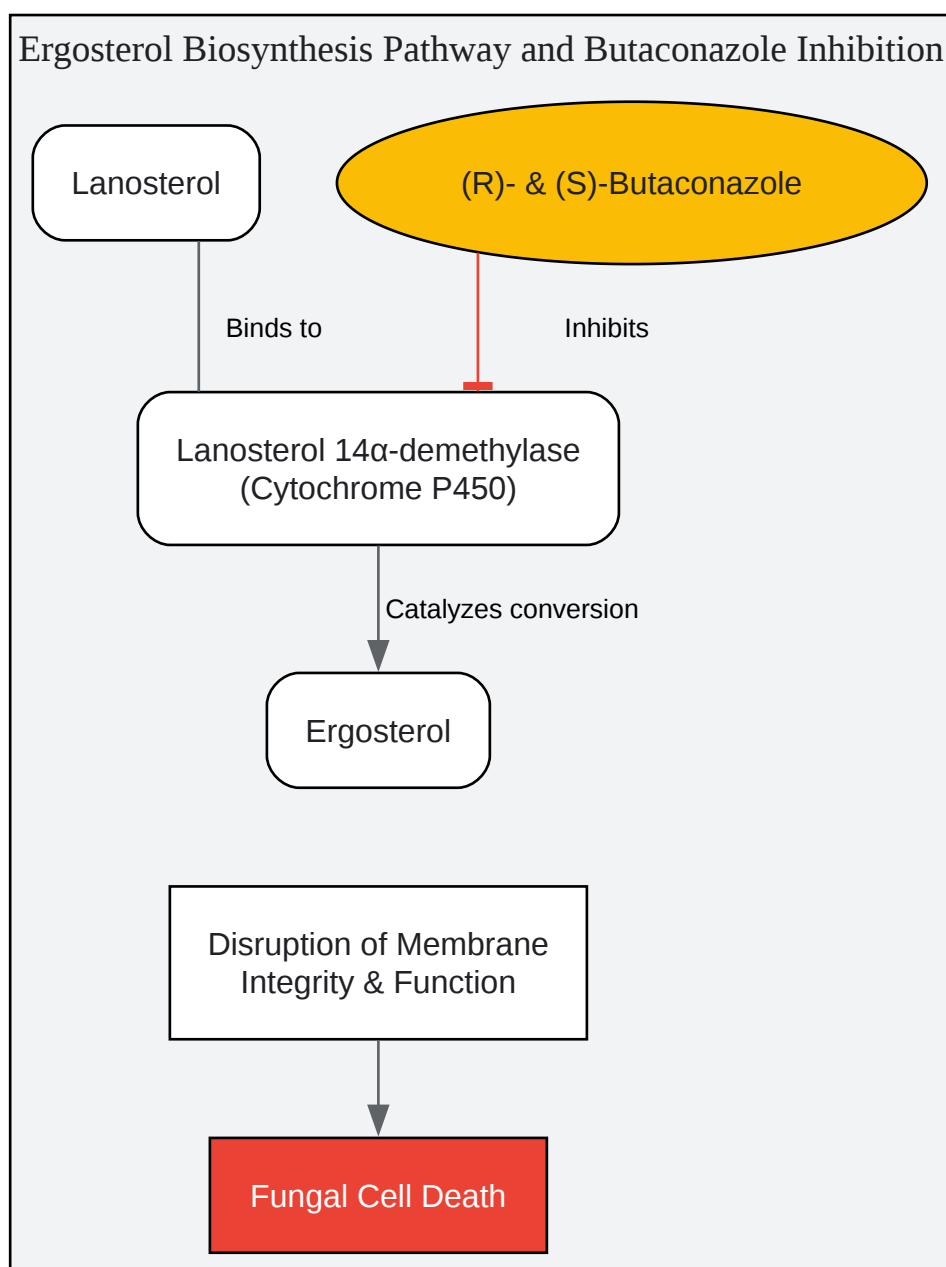 Ergosterol Biosynthesis Pathway and Butaconazole Inhibition
Lanosterol
(R)- & (S)-Butaconazole
Binds to
Inhibits
Lanosterol 14α-demethylase
(Cytochrome P450)
Catalyzes conversion
Ergosterol
Disruption of Membrane
Integrity & Function
Fungal Cell Death